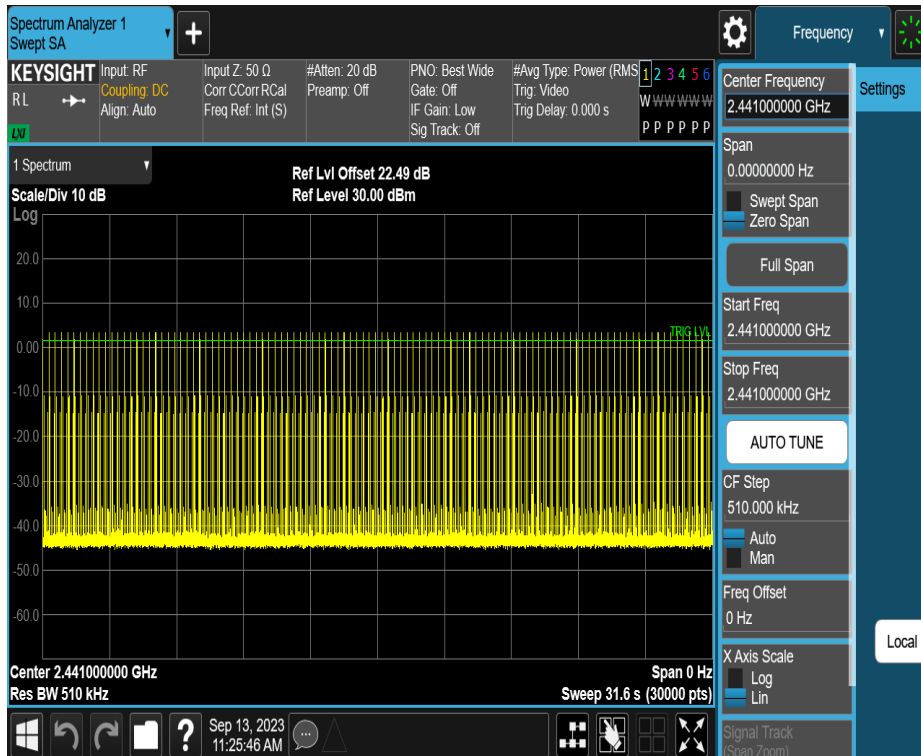 Spectrum Analyzer 1
Swept SA
Frequency
KEYSIGHT
R L
LXI
Input: RF
Coupling: DC
Align: Auto
Input Z: 50 Ω
Corr CCorr RCal
Freq Ref: Int (S)
#Atten: 20 dB
Preamp: Off
PNO: Best Wide
Gate: Off
IF Gain: Low
Sig Track: Off
#Avg Type: Power (RMS
Trig: Video
Trig Delay: 0.000 s
1 2 3 4 5 6
W W W W W W
P P P P P P
1 Spectrum
Scale/Div 10 dB
Ref Lvl Offset 22.49 dB
Ref Level 30.00 dBm
Log
20.0
10.0
0.00
-10.0
-20.0
-30.0
-40.0
-50.0
-60.0
TRIG LVL
Center 2.441000000 GHz
Res BW 510 kHz
Span 0 Hz
Sweep 31.6 s (30000 pts)
?
Sep 13, 2023
11:25:46 AM
Center Frequency
2.441000000 GHz
Span
0.00000000 Hz
Swept Span
Zero Span
Full Span
Start Freq
2.441000000 GHz
Stop Freq
2.441000000 GHz
AUTO TUNE
CF Step
510.000 kHz
Auto
Man
Freq Offset
0 Hz
X Axis Scale
Log
Lin
Signal Track
(Span Zoom)
Settings
Local